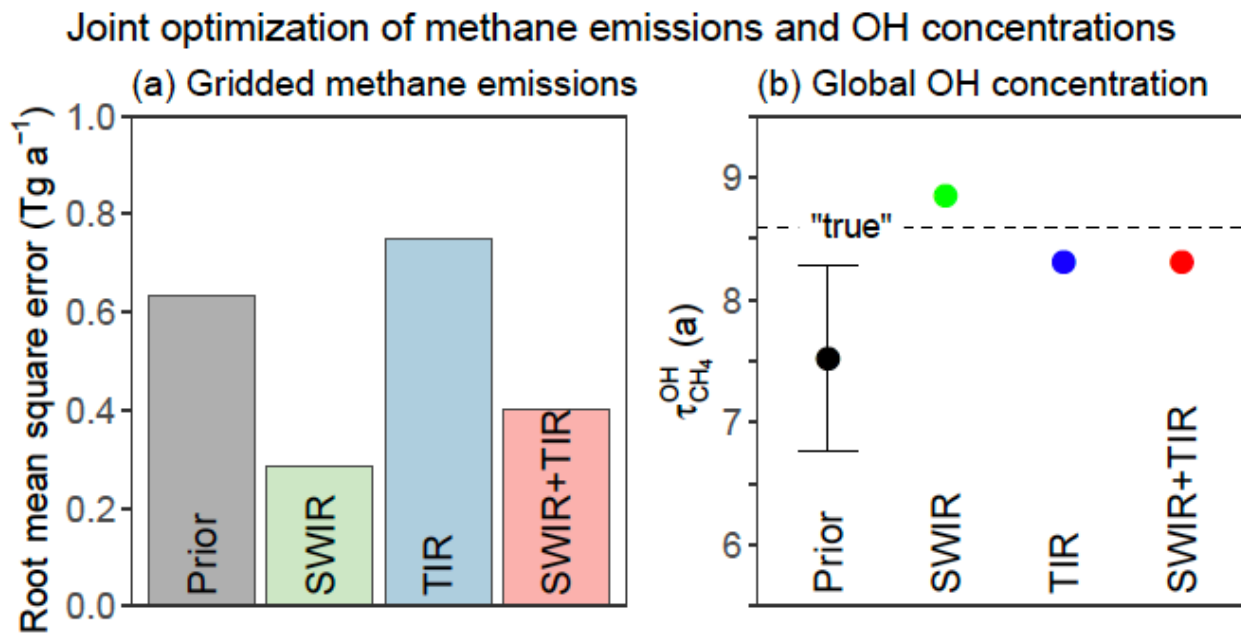 Joint optimization of methane emissions and OH concentrations
(a) Gridded methane emissions
Root mean square error (Tg a⁻¹)
1.0
0.8
0.6
0.4
0.2
0.0
Prior
SWIR
TIR
SWIR+TIR
(b) Global OH concentration
τ^OH_CH₄ (a)
9
8
7
6
"true"
Prior
SWIR
TIR
SWIR+TIR